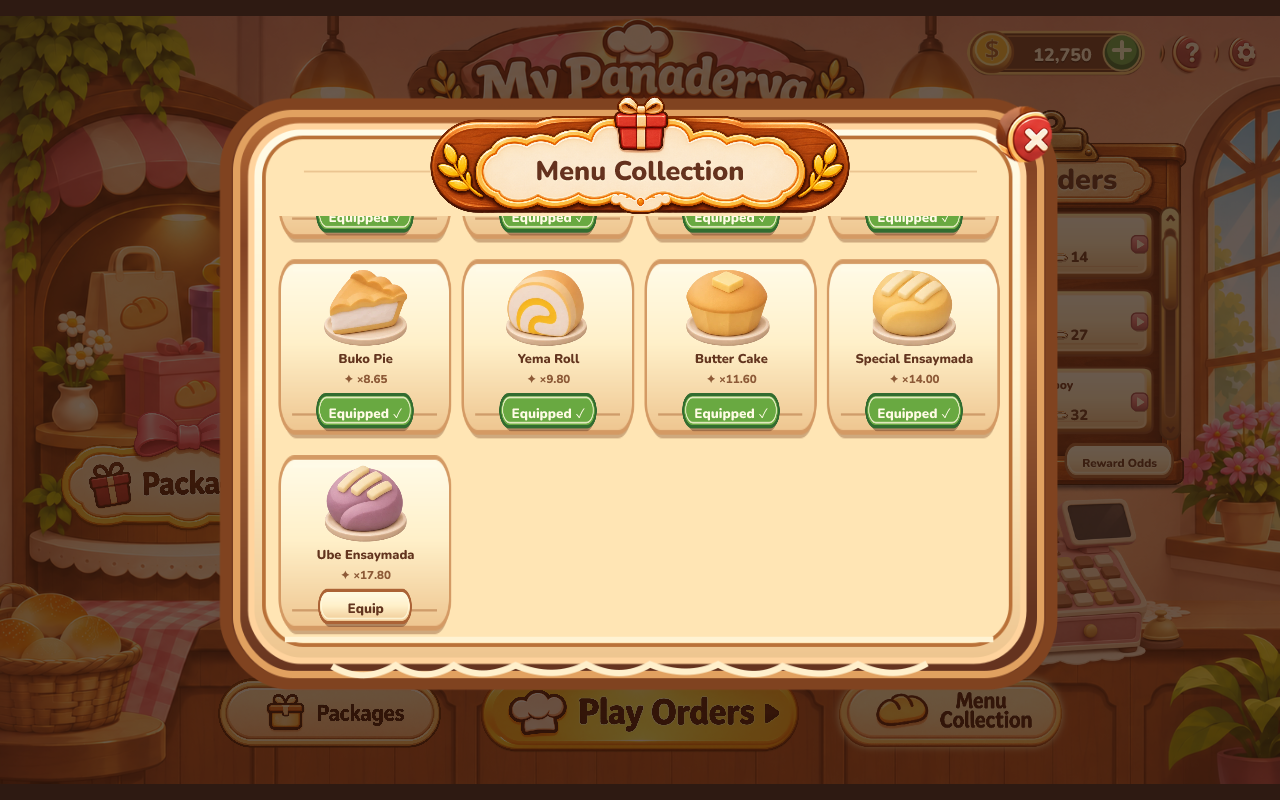 My Panaderya
12,750
Menu Collection
Equipped ✓ Equipped ✓ Equipped ✓ Equipped ✓
Buko Pie
✦ ×8.65
Equipped ✓
Yema Roll
✦ ×9.80
Equipped ✓
Butter Cake
✦ ×11.60
Equipped ✓
Special Ensaymada
✦ ×14.00
Equipped ✓
Ube Ensaymada
✦ ×17.80
Equip
ders
14
27
oy
32
Reward Odds
Packa
Packages
Play Orders
Menu
Collection